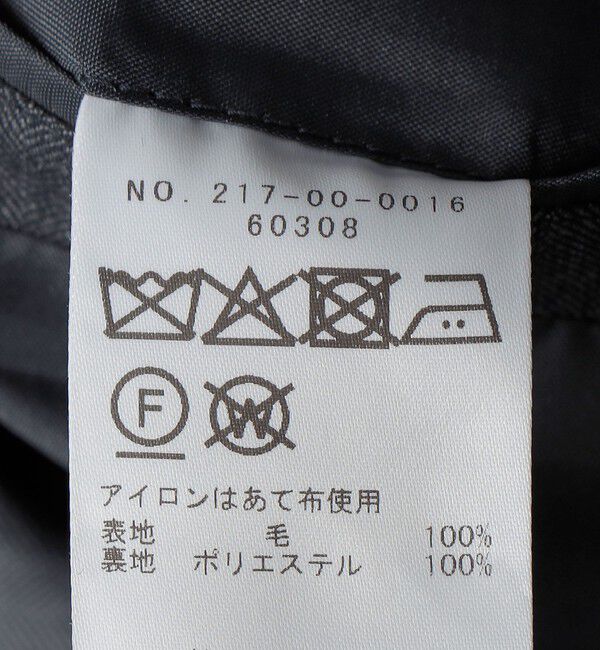 NO. 217-00-0016
60308
F W
アイロンはあて布使用
表地 毛 100%
裏地 ポリエステル 100%